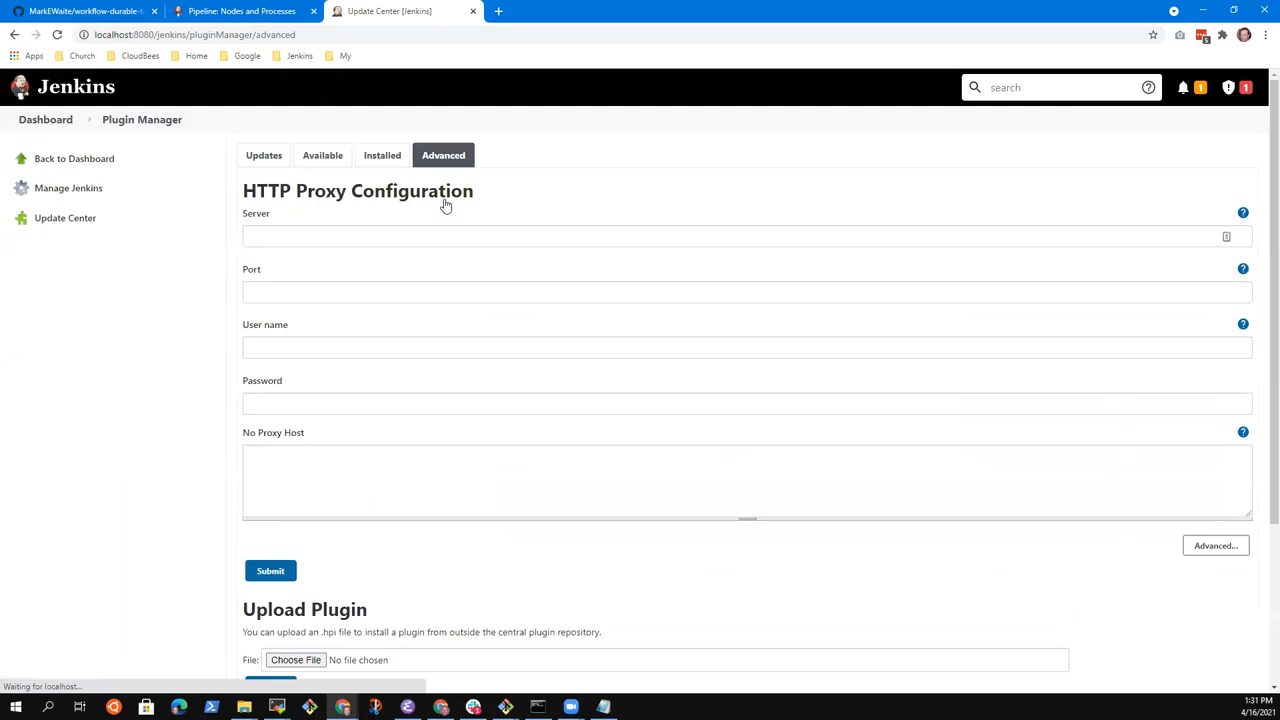 MarkEWaite/workflow-durable-ta
Pipeline: Nodes and Processes
Update Center [Jenkins]
localhost:8080/jenkins/pluginManager/advanced
Apps
Church
CloudBees
Home
Google
Jenkins
My
5
Jenkins
search
1
1
Dashboard
Plugin Manager
Back to Dashboard
Manage Jenkins
Update Center
Updates
Available
Installed
Advanced
HTTP Proxy Configuration
Server
Port
User name
Password
No Proxy Host
Advanced...
Submit
Upload Plugin
You can upload an .hpi file to install a plugin from outside the central plugin repository.
File:
Choose File
No file chosen
Waiting for localhost...
1:31 PM
4/16/2021